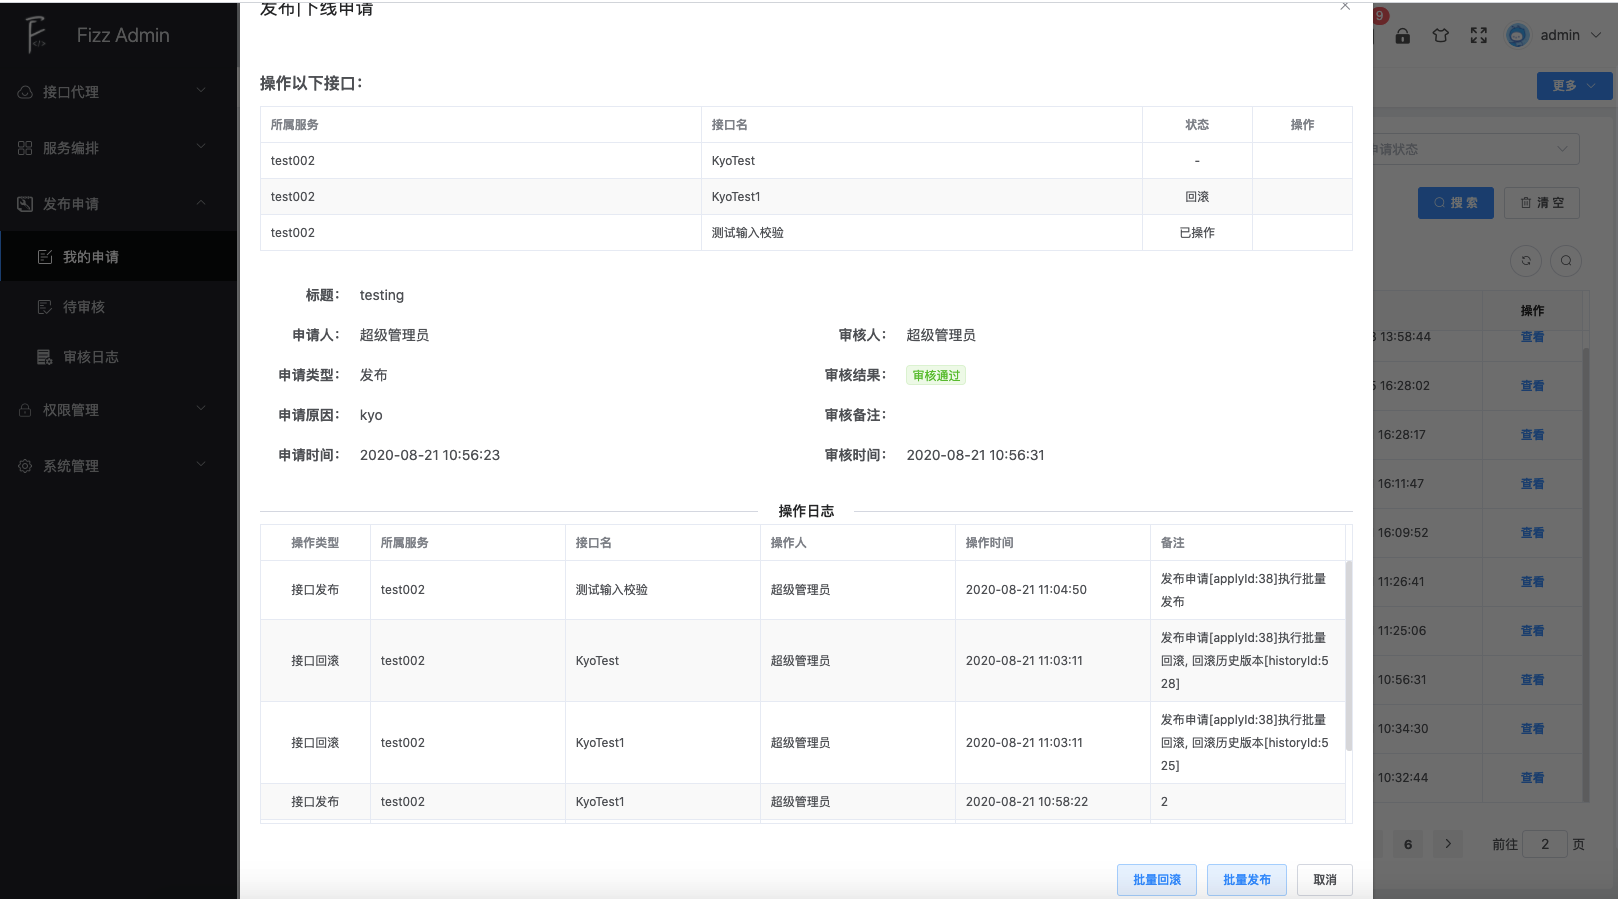 发布|下线申请
9
Fizz Admin
admin
接口代理
服务编排
发布申请
我的申请
待审核
审核日志
权限管理
系统管理
更多
申请状态
搜 索
清 空
操作以下接口：
所属服务 接口名 状态 操作
test002 KyoTest -
test002 KyoTest1 回滚
test002 测试输入校验 已操作
标题： testing
申请人： 超级管理员 审核人： 超级管理员
申请类型： 发布 审核结果： 审核通过
申请原因： kyo 审核备注：
申请时间： 2020-08-21 10:56:23 审核时间： 2020-08-21 10:56:31
操作日志
操作类型 所属服务 接口名 操作人 操作时间 备注
接口发布 test002 测试输入校验 超级管理员 2020-08-21 11:04:50 发布申请[applyId:38]执行批量
发布
接口回滚 test002 KyoTest 超级管理员 2020-08-21 11:03:11 发布申请[applyId:38]执行批量
回滚, 回滚历史版本[historyId:5
28]
接口回滚 test002 KyoTest1 超级管理员 2020-08-21 11:03:11 发布申请[applyId:38]执行批量
回滚, 回滚历史版本[historyId:5
25]
接口发布 test002 KyoTest1 超级管理员 2020-08-21 10:58:22 2
批量回滚 批量发布 取消
操作
13:58:44 查看
16:28:02 查看
16:28:17 查看
16:11:47 查看
16:09:52 查看
11:26:41 查看
11:25:06 查看
10:56:31 查看
10:34:30 查看
10:32:44 查看
6 前往 2 页